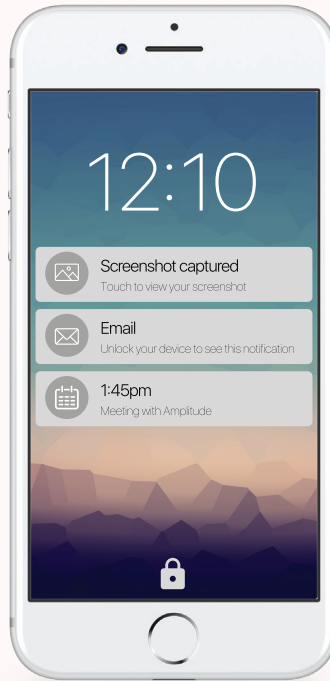 12:10
Screenshot captured
Touch to view your screenshot
Email
Unlock your device to see this notification
1:45pm
Meeting with Amplitude